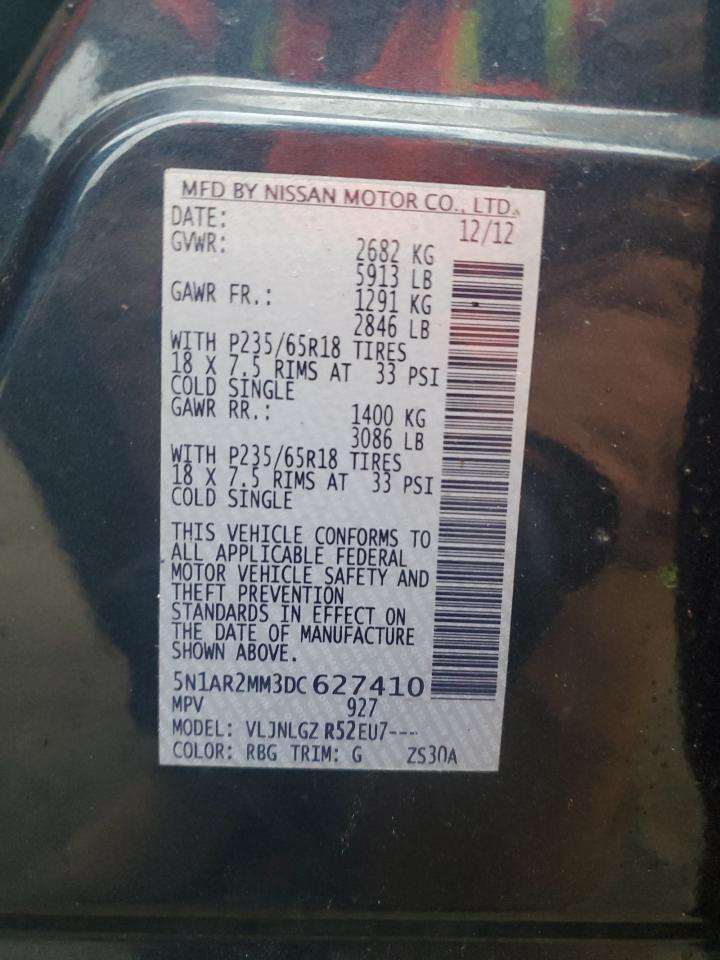 MFD BY NISSAN MOTOR CO., LTD.
DATE: 12/12
GVWR: 2682 KG
5913 LB
GAWR FR.: 1291 KG
2846 LB
WITH P235/65R18 TIRES
18 X 7.5 RIMS AT 33 PSI
COLD SINGLE
GAWR RR.: 1400 KG
3086 LB
WITH P235/65R18 TIRES
18 X 7.5 RIMS AT 33 PSI
COLD SINGLE
THIS VEHICLE CONFORMS TO
ALL APPLICABLE FEDERAL
MOTOR VEHICLE SAFETY AND
THEFT PREVENTION
STANDARDS IN EFFECT ON
THE DATE OF MANUFACTURE
SHOWN ABOVE.
5N1AR2MM3DC627410
MPV 927
MODEL: VLJNLGZ R52EU7----
COLOR: RBG TRIM: G ZS30A